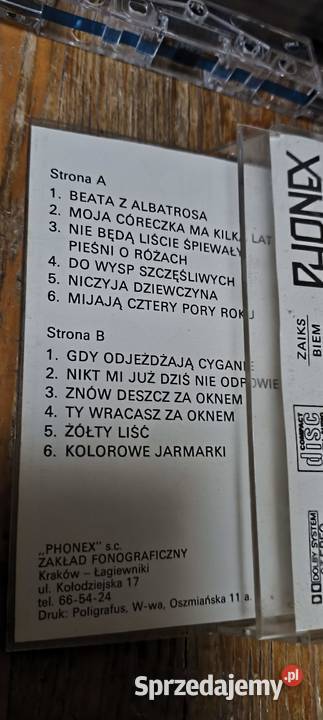 Strona A
1. BEATA Z ALBATROSA
2. MOJA CÓRECZKA MA KILKA LAT
3. NIE BĘDĄ LIŚCIE ŚPIEWAŁY
PIEŚNI O RÓŻACH
4. DO WYSP SZCZĘŚLIWYCH
5. NICZYJA DZIEWCZYNA
6. MIJAJĄ CZTERY PORY ROKU
Strona B
1. GDY ODJEŻDŻAJĄ CYGANIE
2. NIKT MI JUŻ DZIŚ NIE ODPOWIE
3. ZNÓW DESZCZ ZA OKNEM
4. TY WRACASZ ZA OKNEM
5. ŻÓŁTY LIŚĆ
6. KOLOROWE JARMARKI
„PHONEX” s.c.
ZAKŁAD FONOGRAFICZNY
Kraków – Łagiewniki
ul. Kołodziejska 17
tel. 66-54-24
Druk: Poligrafus, W-wa, Oszmiańska 11 a
PHONEX
ZAIKS
BIEM
COMPACT
DOLBY SYSTEM
Sprzedajemy.pl